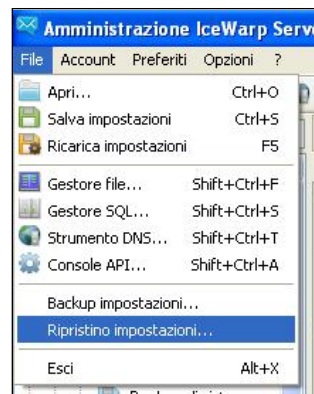 Amministrazione IceWarp Serv
File Account Preferiti Opzioni ?
Apri... Ctrl+O
Salva impostazioni Ctrl+S
Ricarica impostazioni F5
Gestore file... Shift+Ctrl+F
Gestore SQL... Shift+Ctrl+S
Strumento DNS... Shift+Ctrl+T
Console API... Shift+Ctrl+A
Backup impostazioni...
Ripristino impostazioni...
Esci Alt+X